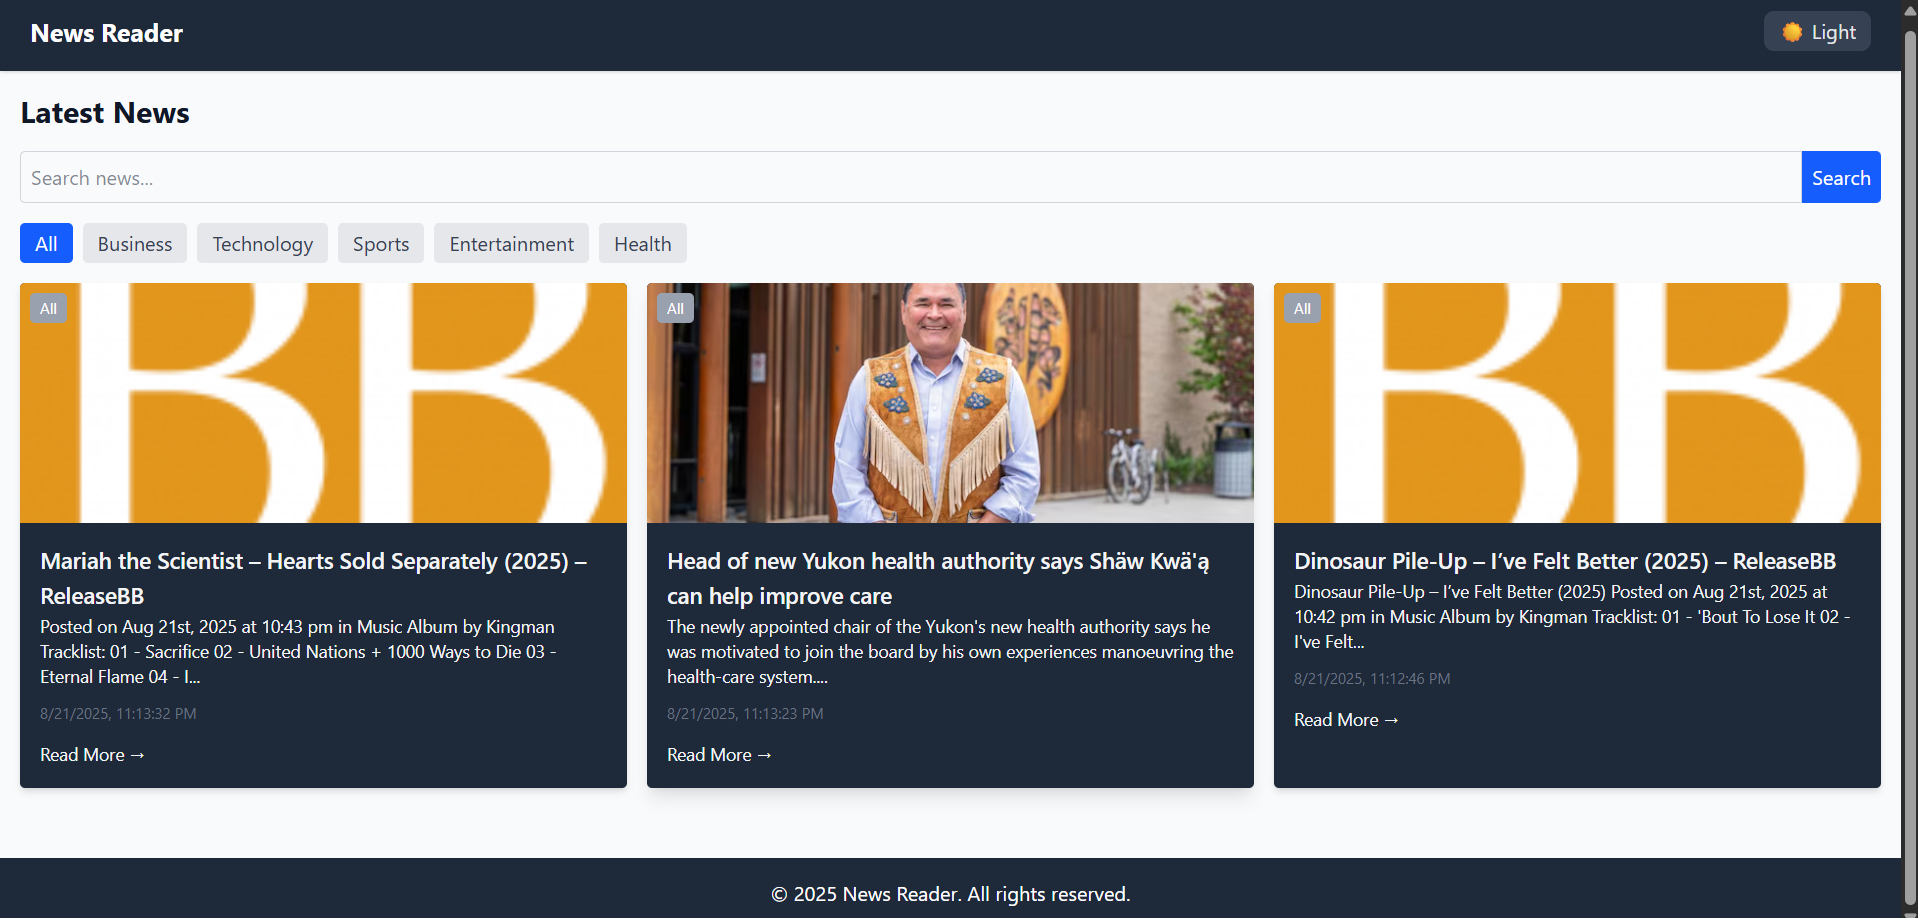 News Reader
Light
Latest News
Search news...
Search
All
Business
Technology
Sports
Entertainment
Health
All
BB
Mariah the Scientist – Hearts Sold Separately (2025) –
ReleaseBB
Posted on Aug 21st, 2025 at 10:43 pm in Music Album by Kingman
Tracklist: 01 - Sacrifice 02 - United Nations + 1000 Ways to Die 03 -
Eternal Flame 04 - I...
8/21/2025, 11:13:32 PM
Read More →
All
Head of new Yukon health authority says Shäw Kwä'ą
can help improve care
The newly appointed chair of the Yukon's new health authority says he
was motivated to join the board by his own experiences manoeuvring the
health-care system....
8/21/2025, 11:13:23 PM
Read More →
All
BB
Dinosaur Pile-Up – I’ve Felt Better (2025) – ReleaseBB
Dinosaur Pile-Up – I’ve Felt Better (2025) Posted on Aug 21st, 2025 at
10:42 pm in Music Album by Kingman Tracklist: 01 - 'Bout To Lose It 02 -
I've Felt...
8/21/2025, 11:12:46 PM
Read More →
© 2025 News Reader. All rights reserved.